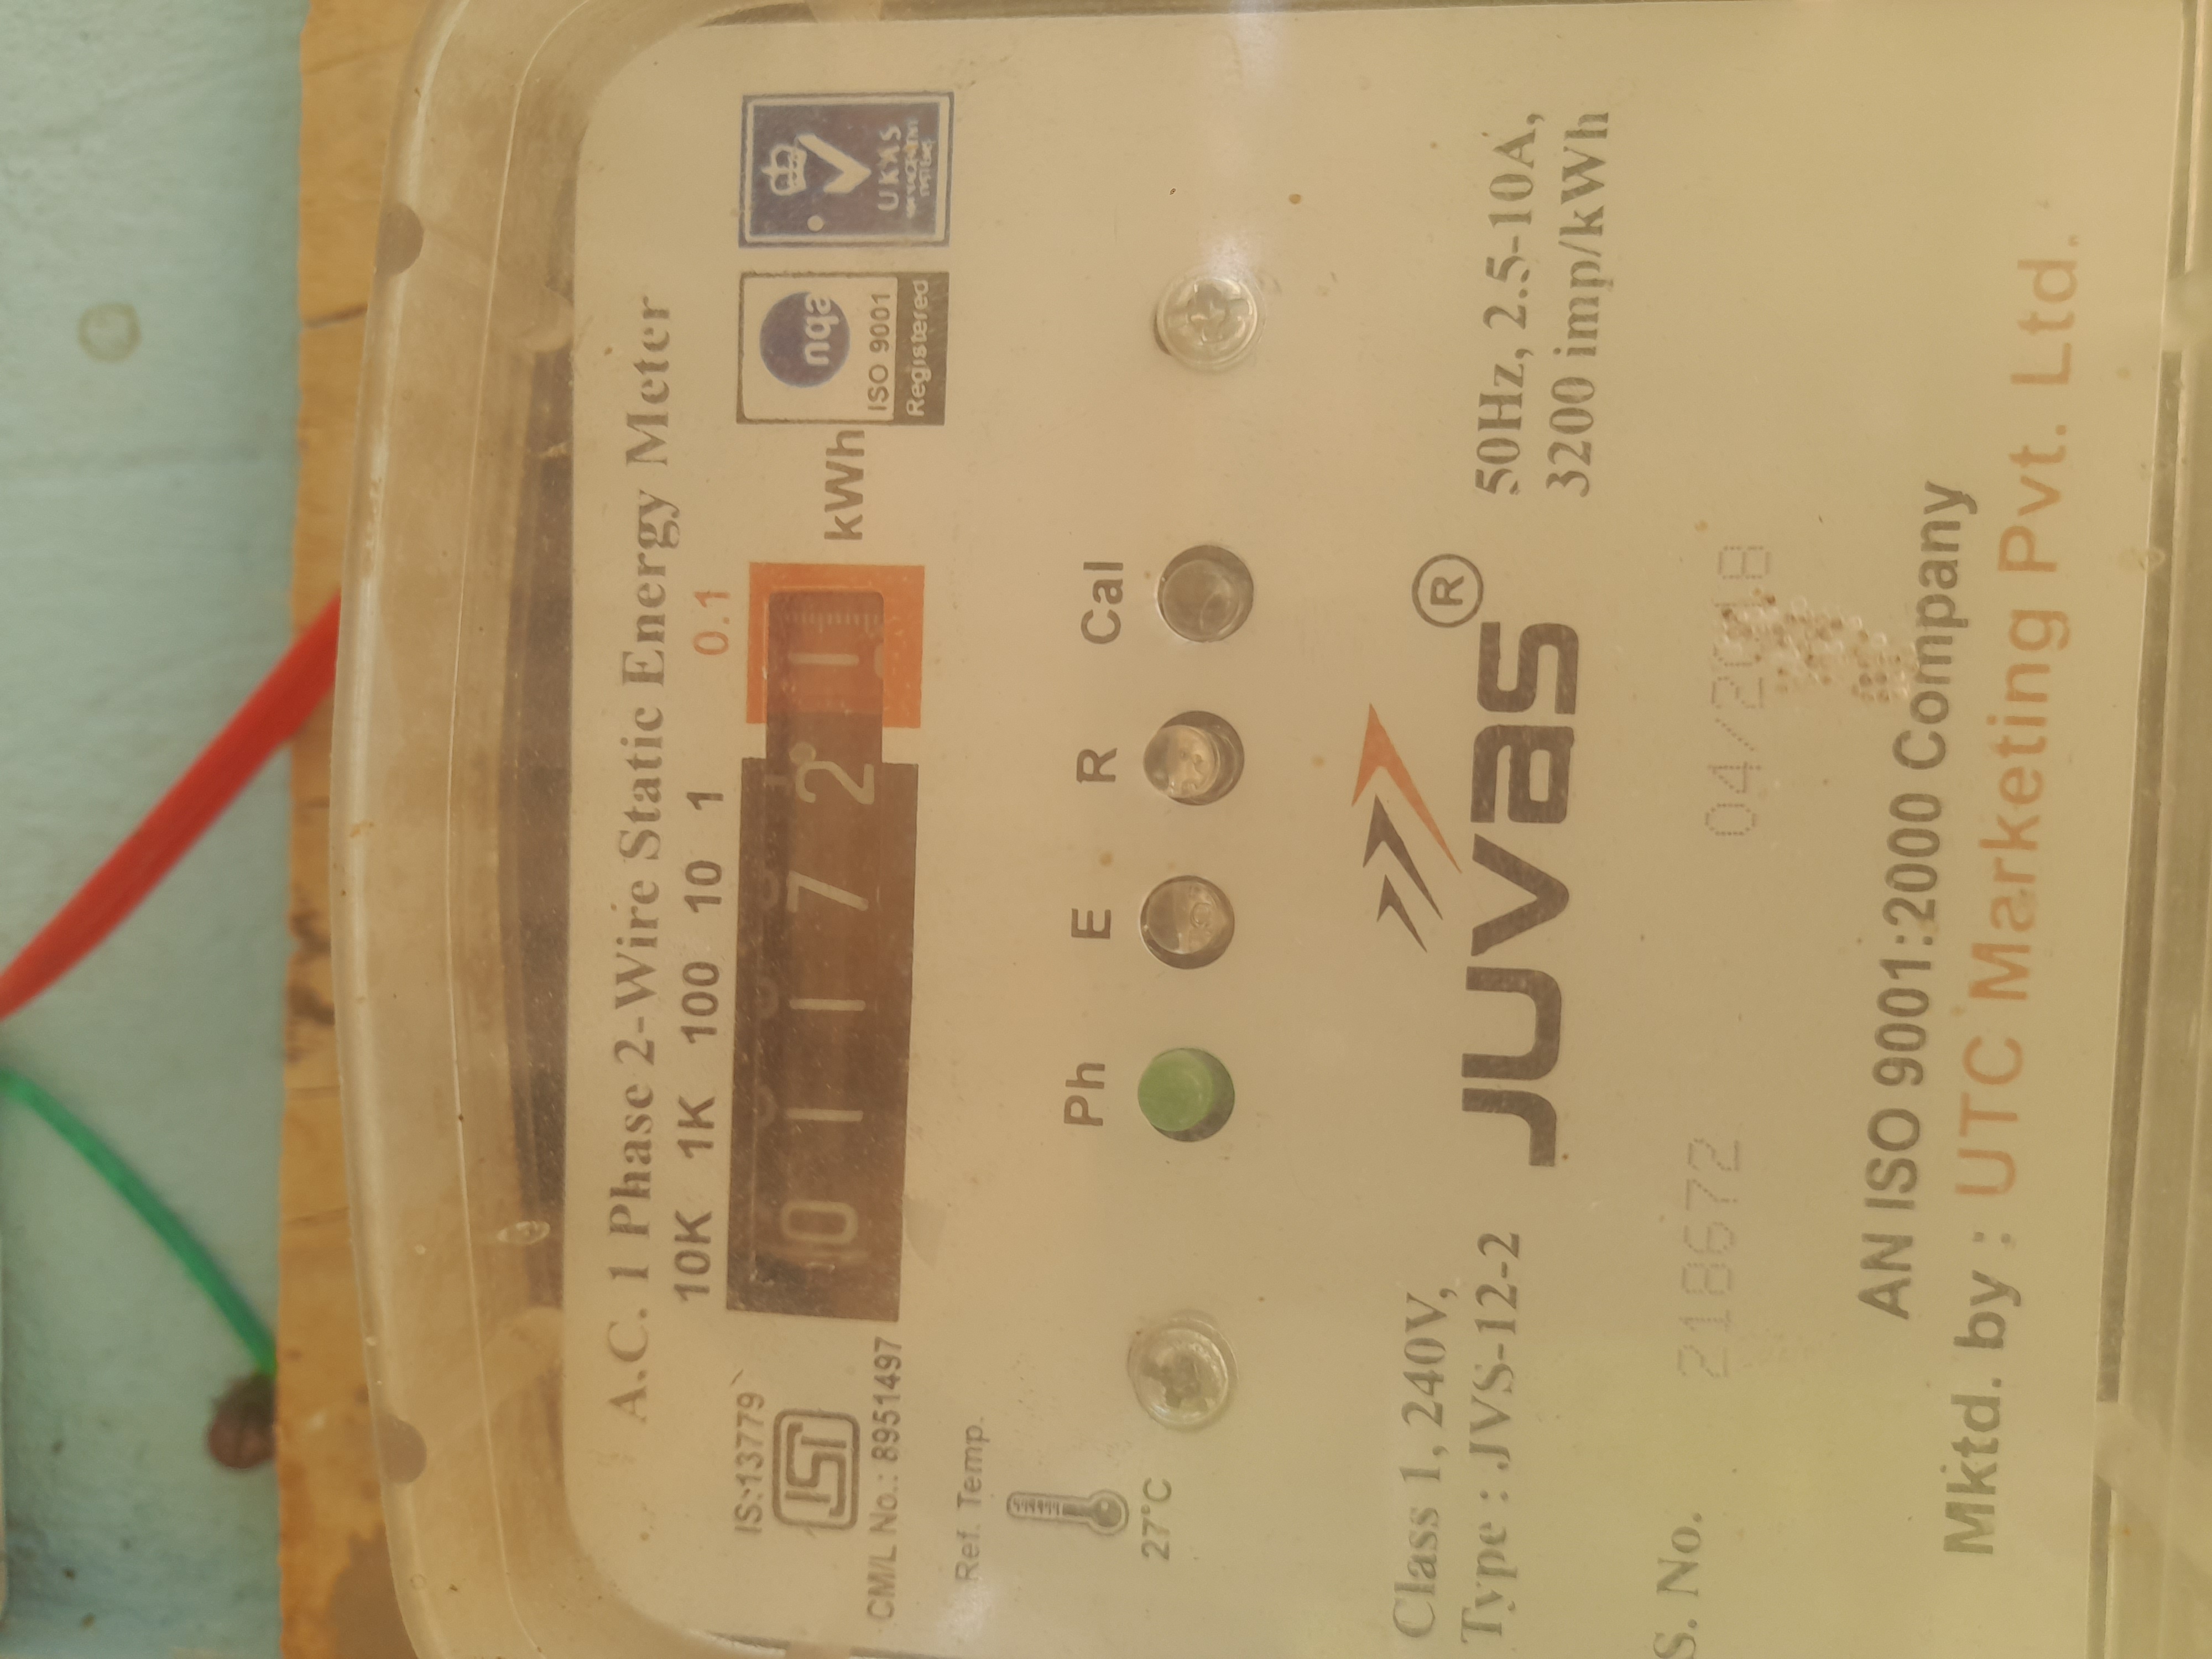 A.C. 1 Phase 2-Wire Static Energy Meter
10K 1K 100 10 1 0.1
IS:13779
CM/L No.: 8951497
0 1 1 7 2 1
kWh
nqa
ISO 9001
Registered
UKAS
Ref. Temp.
27°C
Ph E R Cal
Class 1, 240V,
Type : JVS-12-2
JUVAS ®
50Hz, 2.5-10A,
3200 imp/kWh
S. No. 218672 04/2018
AN ISO 9001:2000 Company
Mktd. by : UTC Marketing Pvt. Ltd.